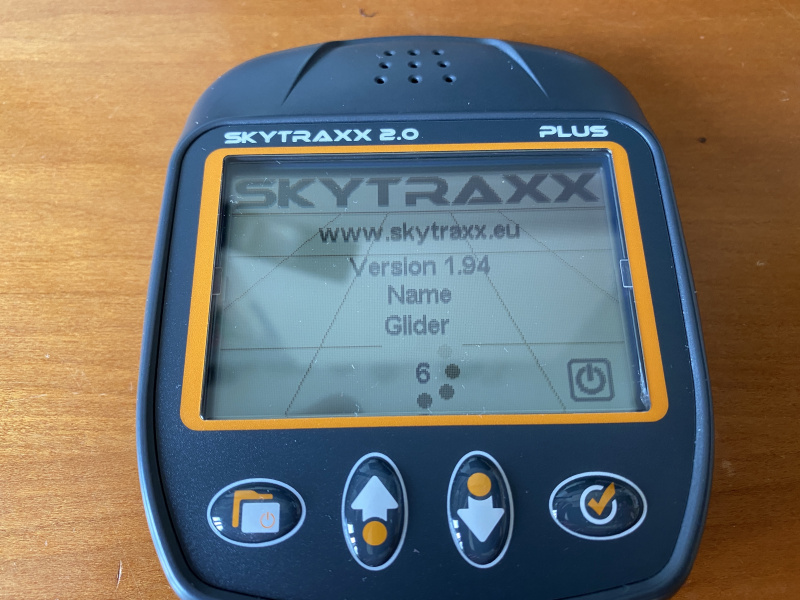 SKYTRAXX 2.0 PLUS
SKYTRAXX
www.skytraxx.eu
Version 1.94
Name
Glider
6